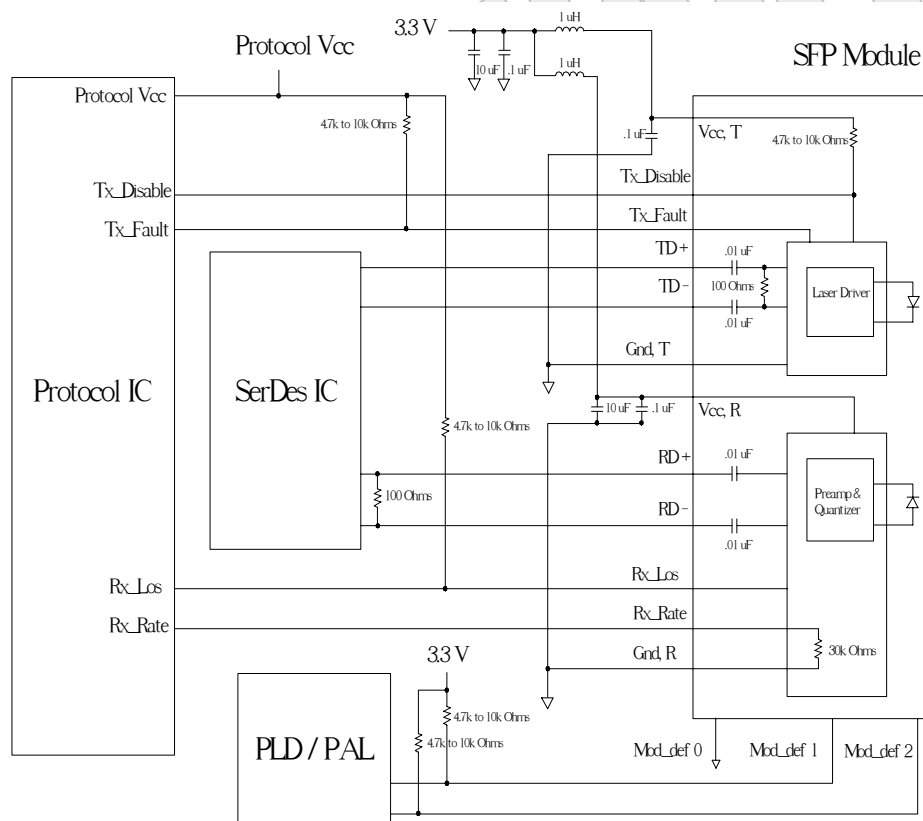 1 uH
3.3 V
Protocol Vcc
10 uF
.1 uF
1 uH
SFP Module
Protocol Vcc
4.7k to 10k Ohms
.1 uF
Vcc, T
4.7k to 10k Ohms
Tx_Disable
Tx_Disable
Tx_Fault
Tx_Fault
TD+
.01 uF
100 Ohms
TD-
.01 uF
Laser Driver
Gnd, T
Protocol IC
SerDes IC
10 uF
.1 uF
Vcc, R
4.7k to 10k Ohms
RD+
.01 uF
100 Ohms
Preamp &
Quantizer
RD-
.01 uF
Rx_Los
Rx_Los
Rx_Rate
Rx_Rate
3.3 V
Gnd, R
30k Ohms
4.7k to 10k Ohms
4.7k to 10k Ohms
PLD / PAL
Mod_def 0
Mod_def 1
Mod_def 2